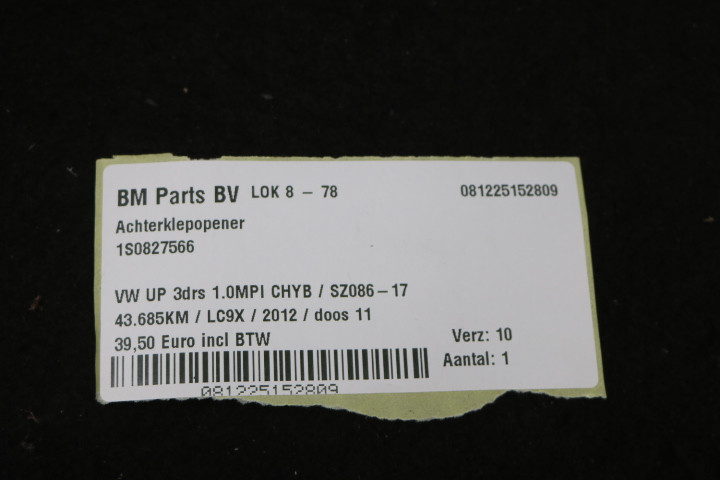 BM Parts BV LOK 8 - 78 081225152809
Achterklepopener
1S0827566
VW UP 3drs 1.0MPI CHYB / SZ086-17
43.685KM / LC9X / 2012 / doos 11
39,50 Euro incl BTW Verz: 10
Aantal: 1
081225152809